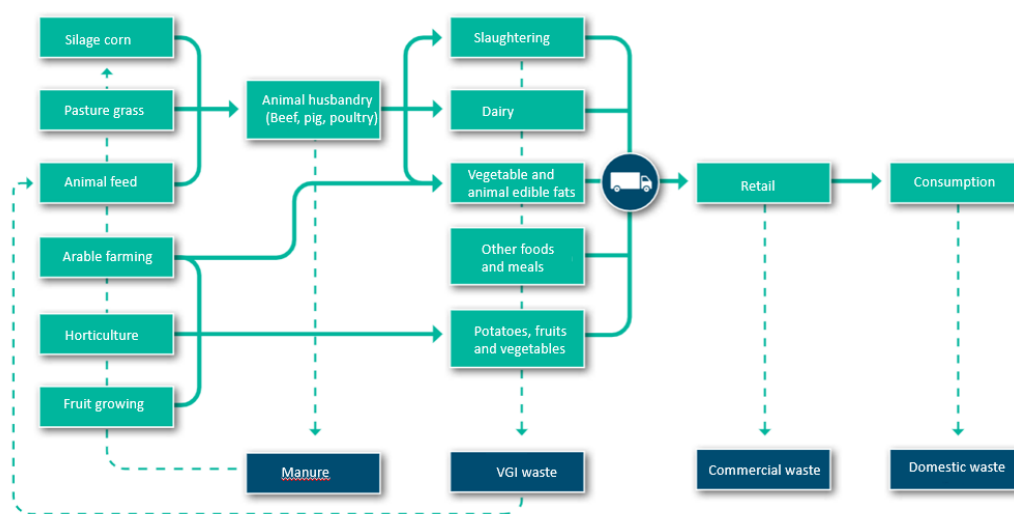 Silage corn
Pasture grass
Animal feed
Arable farming
Horticulture
Fruit growing
Animal husbandry
(Beef, pig, poultry)
Manure
Slaughtering
Dairy
Vegetable and
animal edible fats
Other foods
and meals
Potatoes, fruits
and vegetables
VGI waste
Retail
Commercial waste
Consumption
Domestic waste